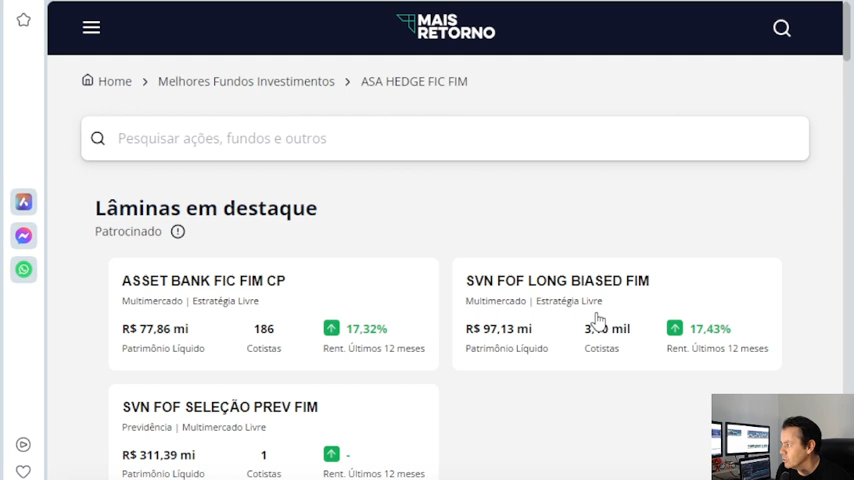 MAIS
RETORNO
Home > Melhores Fundos Investimentos > ASA HEDGE FIC FIM
Pesquisar ações, fundos e outros
Lâminas em destaque
Patrocinado
ASSET BANK FIC FIM CP
Multimercado | Estratégia Livre
R$ 77,86 mi 186 17,32%
Patrimônio Líquido Cotistas Rent. Últimos 12 meses
SVN FOF LONG BIASED FIM
Multimercado | Estratégia Livre
R$ 97,13 mi mil 17,43%
Patrimônio Líquido Cotistas Rent. Últimos 12 meses
SVN FOF SELEÇÃO PREV FIM
Previdência | Multimercado Livre
R$ 311,39 mi 1 -
Patrimônio Líquido Cotistas Rent. Últimos 12 meses